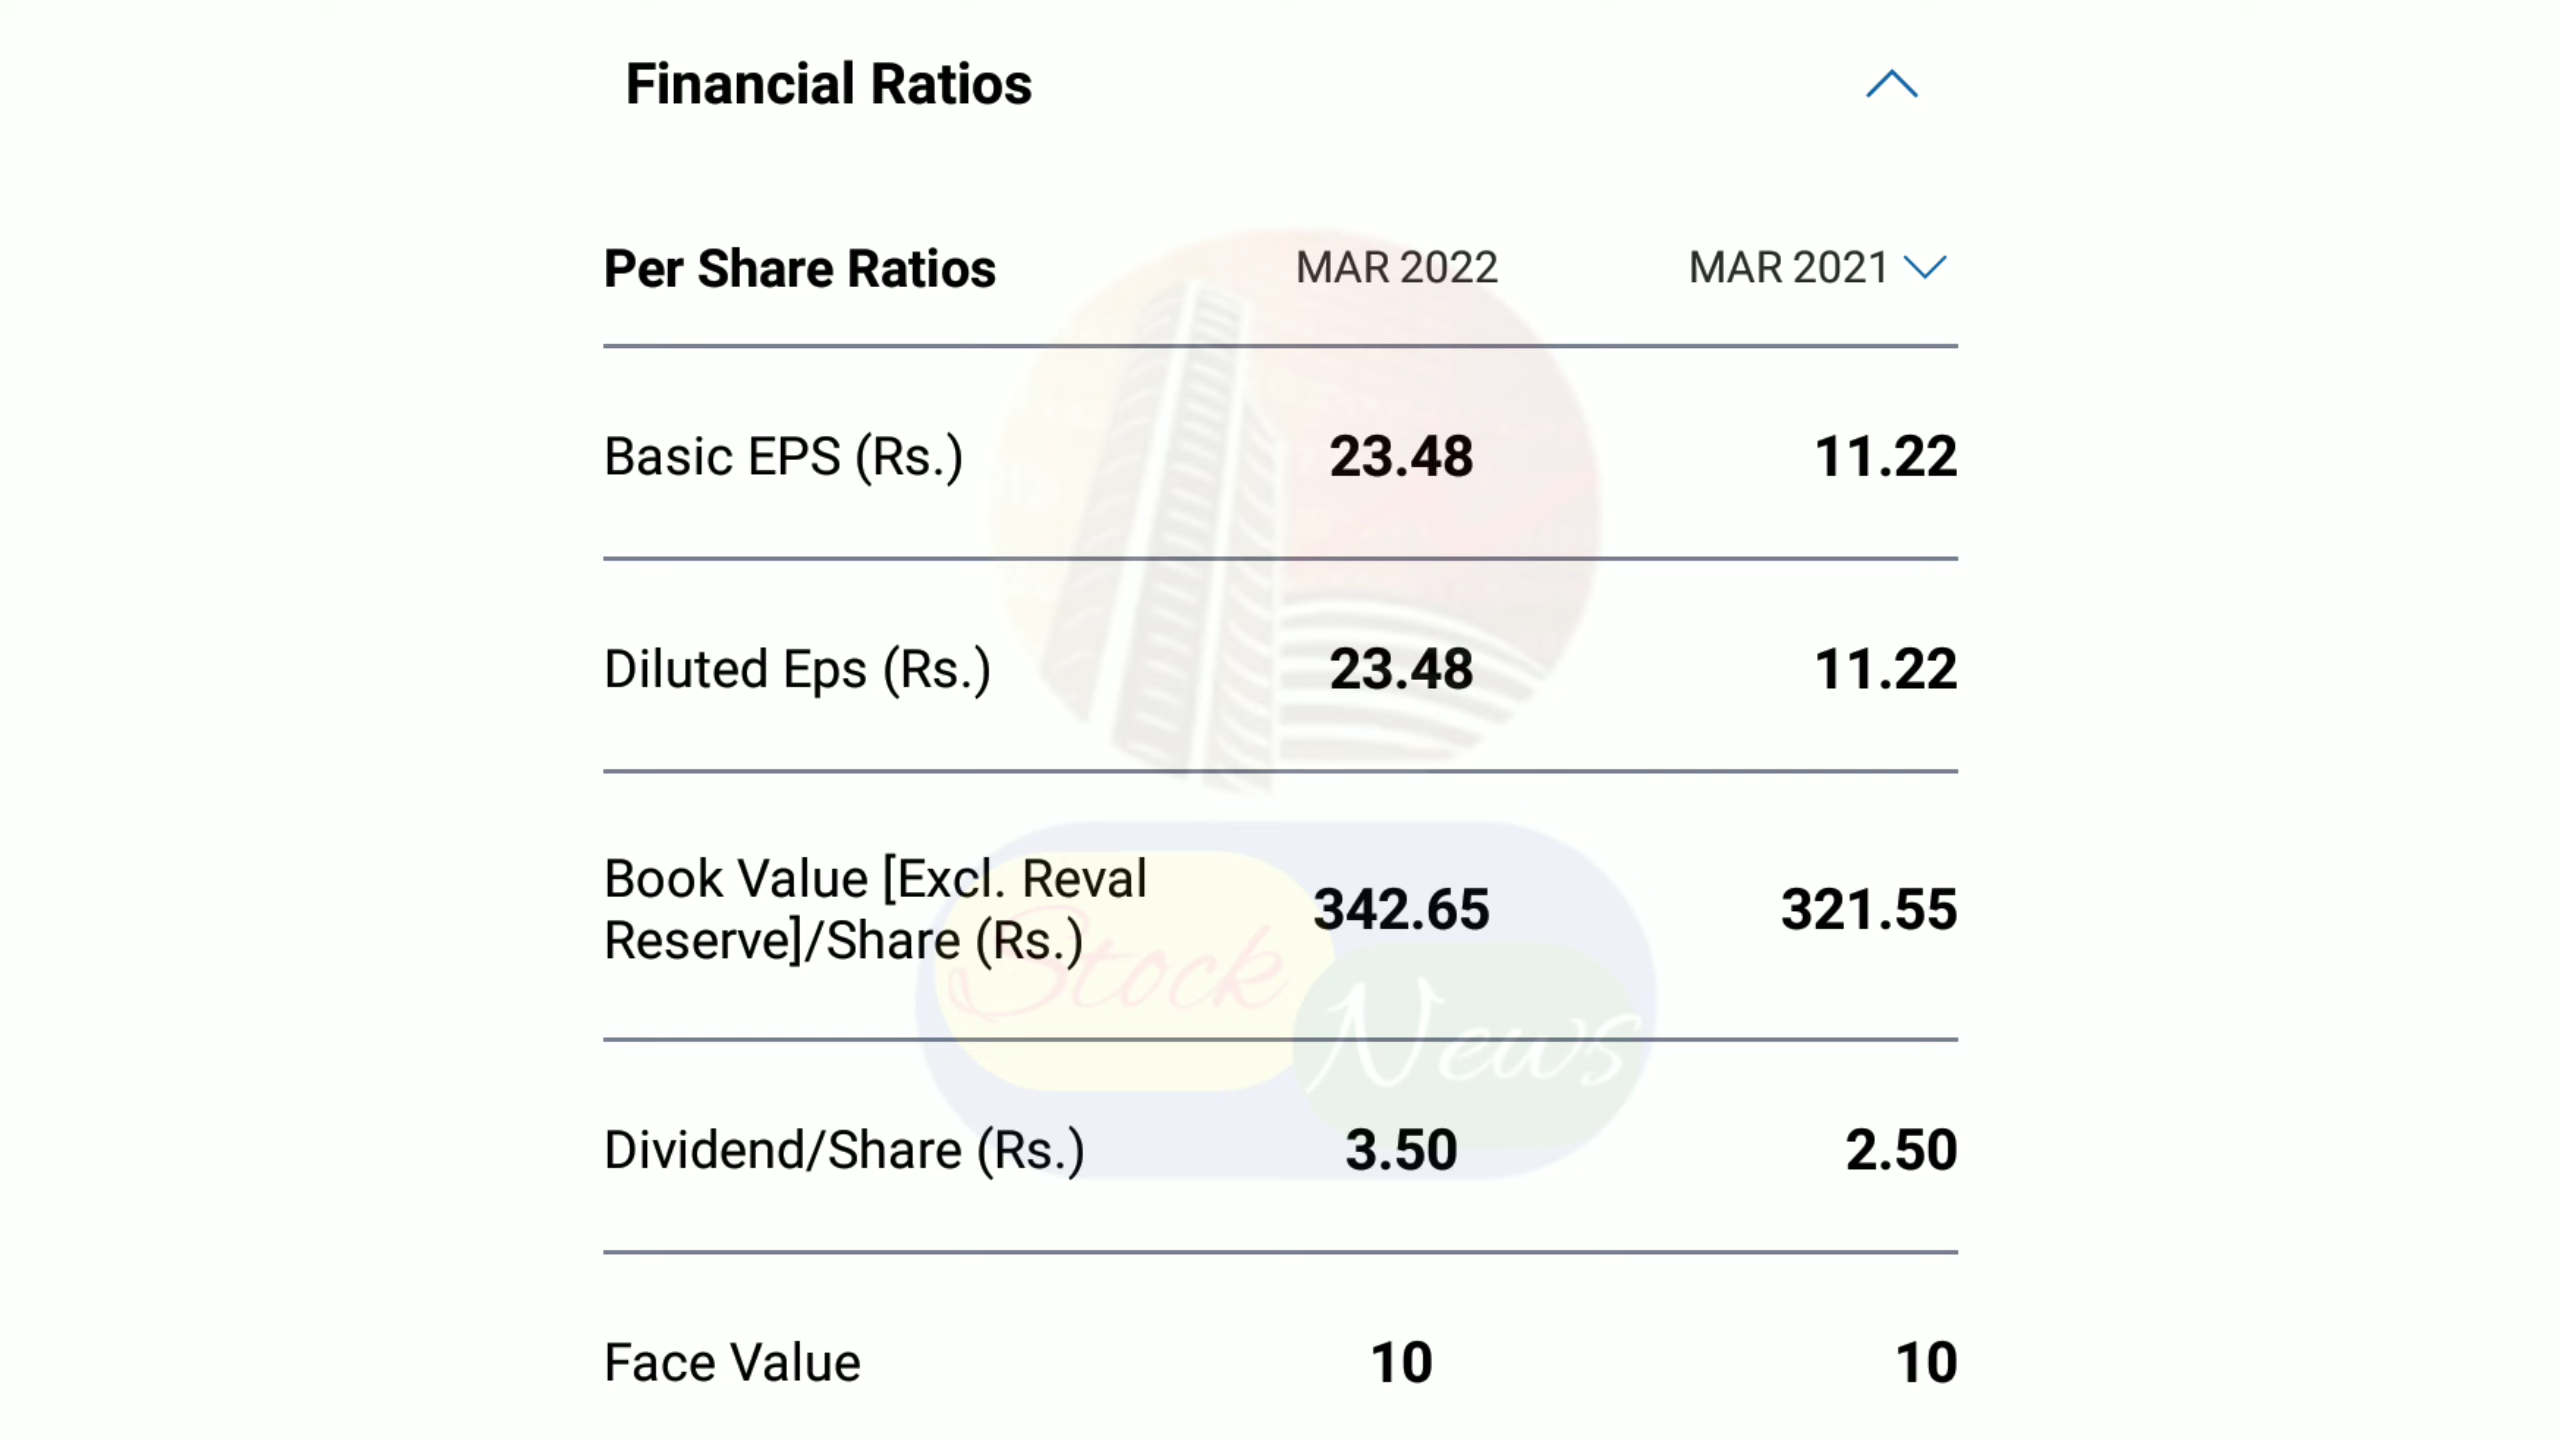 Financial Ratios
Per Share Ratios MAR 2022 MAR 2021
Basic EPS (Rs.) 23.48 11.22
Diluted Eps (Rs.) 23.48 11.22
Book Value [Excl. Reval
Reserve]/Share (Rs.) 342.65 321.55
Stock
News
Dividend/Share (Rs.) 3.50 2.50
Face Value 10 10